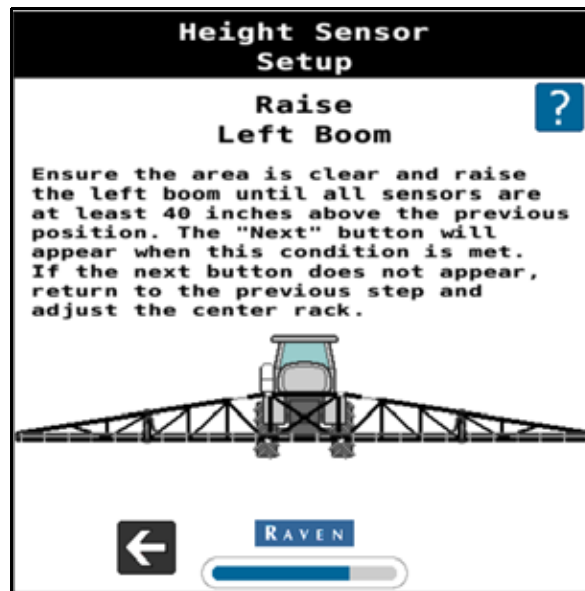 Height Sensor
Setup
Raise
Left Boom
?
Ensure the area is clear and raise
the left boom until all sensors are
at least 40 inches above the previous
position. The "Next" button will
appear when this condition is met.
If the next button does not appear,
return to the previous step and
adjust the center rack.
RAVEN